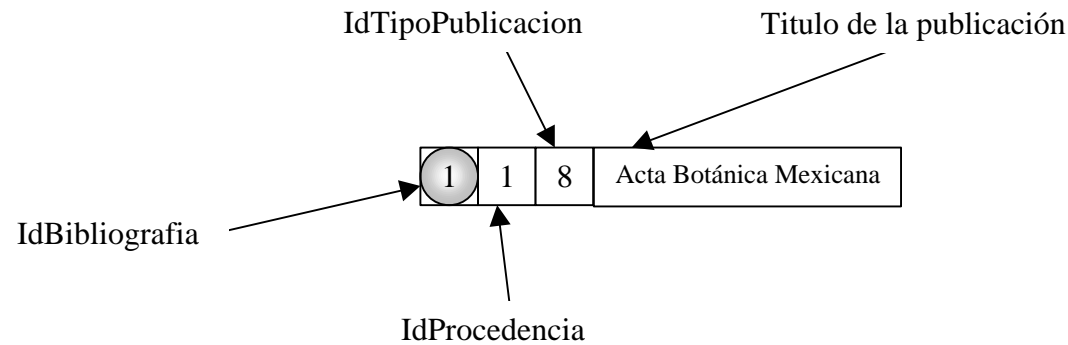 IdTipoPublicacion
Titulo de la publicación
1 1 8 Acta Botánica Mexicana
IdBibliografia
IdProcedencia